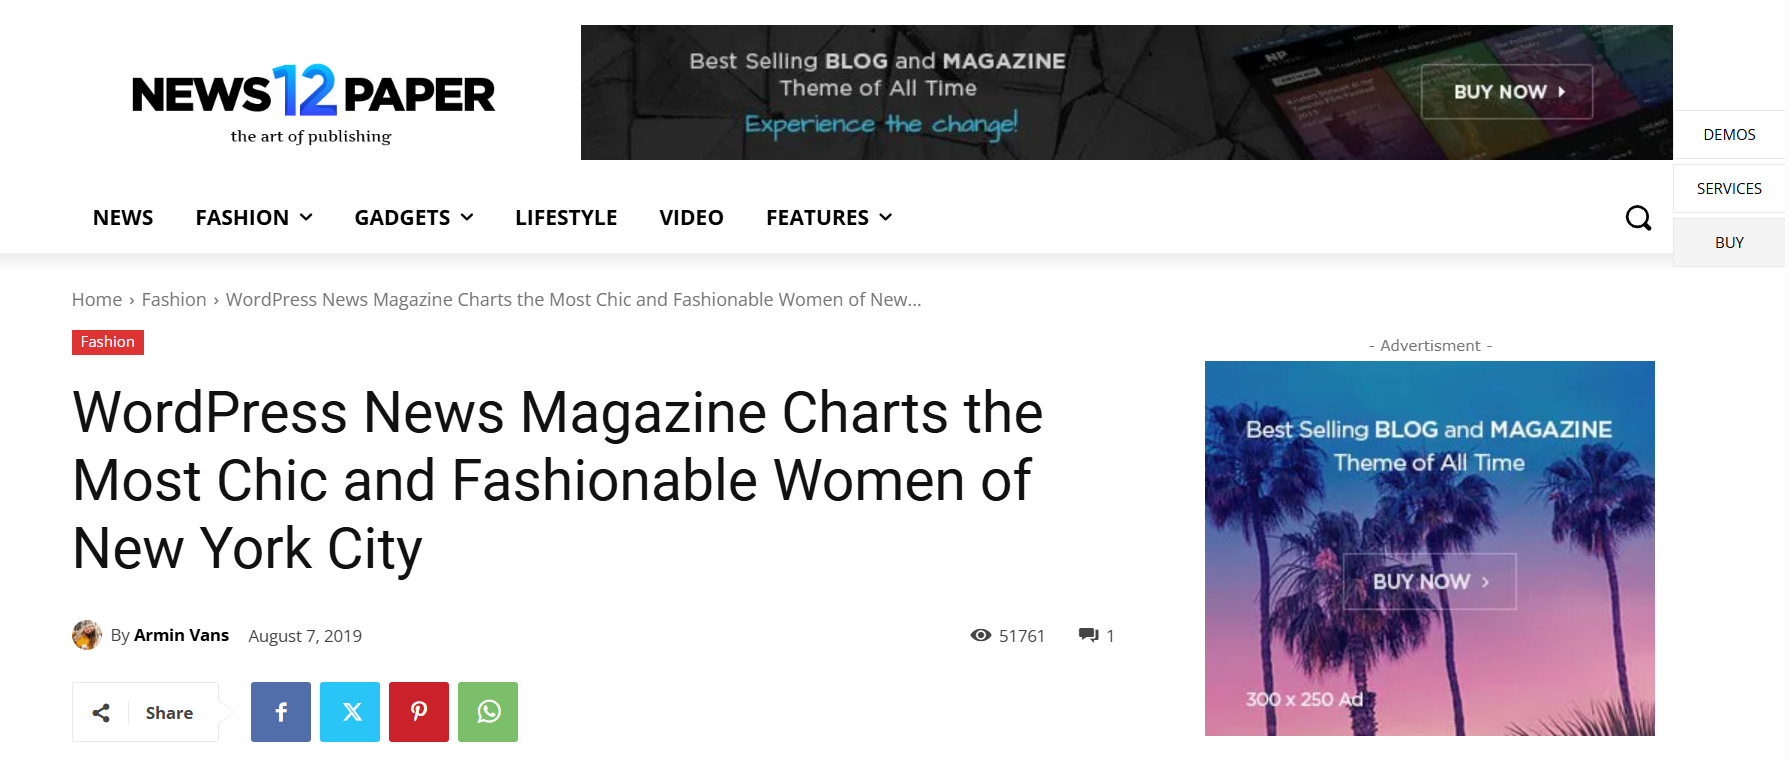 NEWS 12 PAPER
the art of publishing
Best Selling BLOG and MAGAZINE
Theme of All Time
Experience the change!
NP
BUY NOW
DEMOS
SERVICES
BUY
NEWS FASHION GADGETS LIFESTYLE VIDEO FEATURES
Home › Fashion › WordPress News Magazine Charts the Most Chic and Fashionable Women of New...
Fashion
WordPress News Magazine Charts the
Most Chic and Fashionable Women of
New York City
By Armin Vans August 7, 2019 51761 1
Share
- Advertisment -
Best Selling BLOG and MAGAZINE
Theme of All Time
BUY NOW
300 x 250 Ad